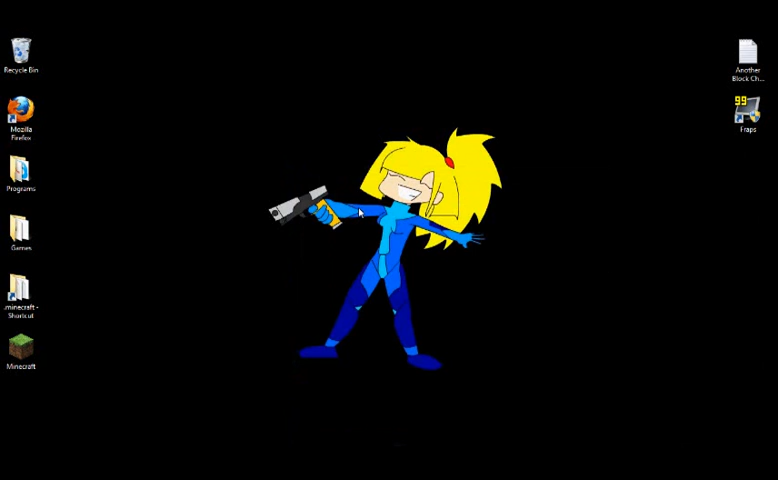 Recycle Bin
Mozilla
Firefox
Programs
Games
.minecraft -
Shortcut
Minecraft
Another
Block Ch...
99
Fraps